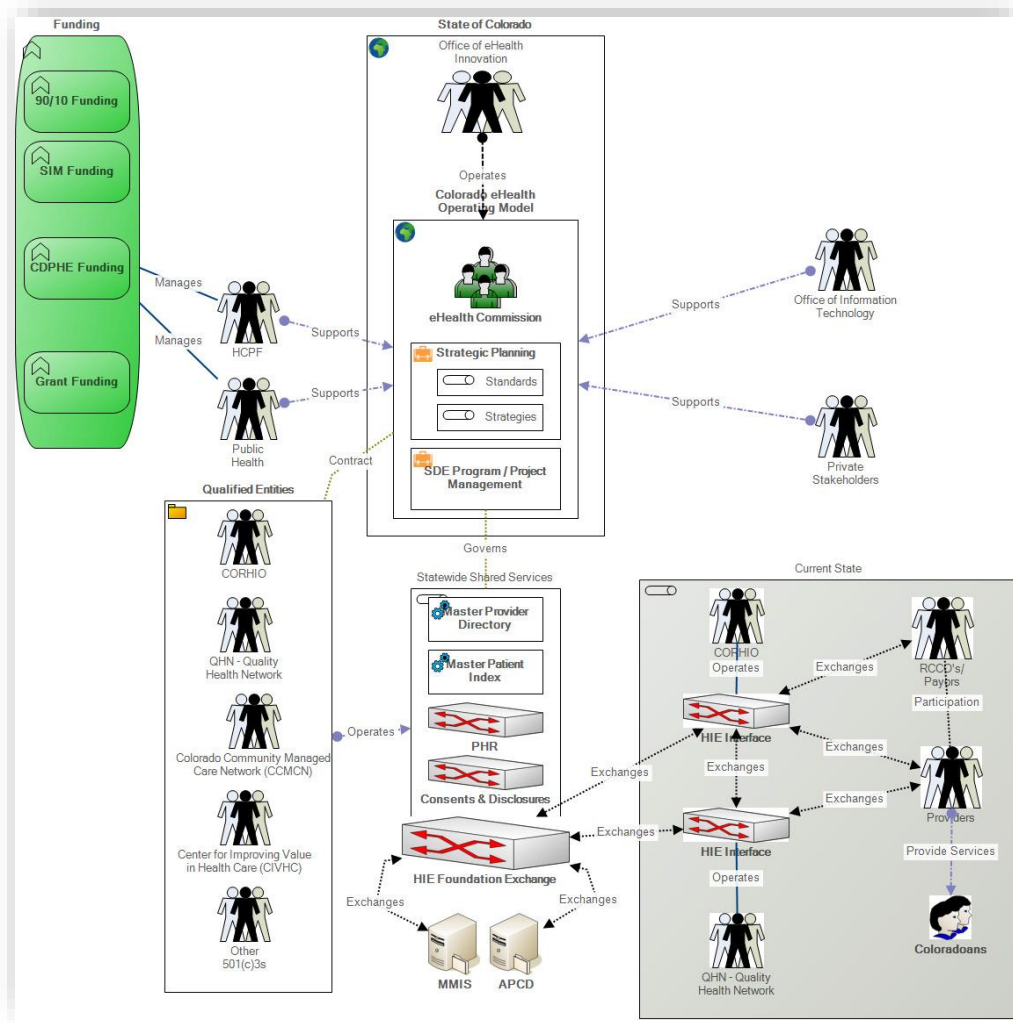 Funding
90/10 Funding
SIM Funding
CDPHE Funding
Grant Funding
Manages
Manages
HCPF
Public
Health
Supports
Supports
State of Colorado
Office of eHealth
Innovation
Operates
Colorado eHealth
Operating Model
eHealth Commission
Strategic Planning
Standards
Strategies
SDE Program / Project
Management
Supports
Office of Information
Technology
Supports
Private
Stakeholders
Contract
Governs
Qualified Entities
CORHIO
QHN - Quality
Health Network
Colorado Community Managed
Care Network (CCMCN)
Center for Improving Value
in Health Care (CIVHC)
Other
501(c)3s
Operates
Statewide Shared Services
Master Provider
Directory
Master Patient
Index
PHR
Consents & Disclosures
HIE Foundation Exchange
Exchanges
Exchanges
MMIS
APCD
Exchanges
Exchanges
Current State
CORHIO
Operates
HIE Interface
Exchanges
RCCO's/
Payors
Participation
Exchanges
Exchanges
Exchanges
Providers
HIE Interface
Operates
QHN - Quality
Health Network
Provide Services
Coloradoans